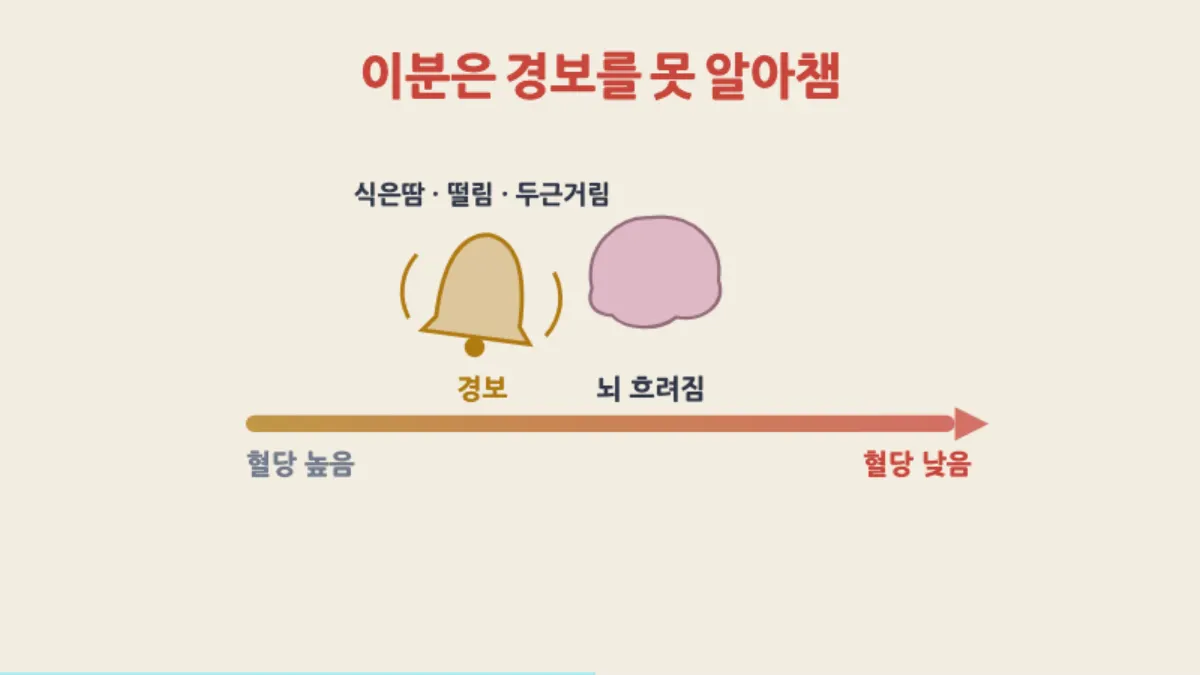 이분은 경보를 못 알아챔
식은땀 · 떨림 · 두근거림
경보
뇌 흐려짐
혈당 높음
혈당 낮음